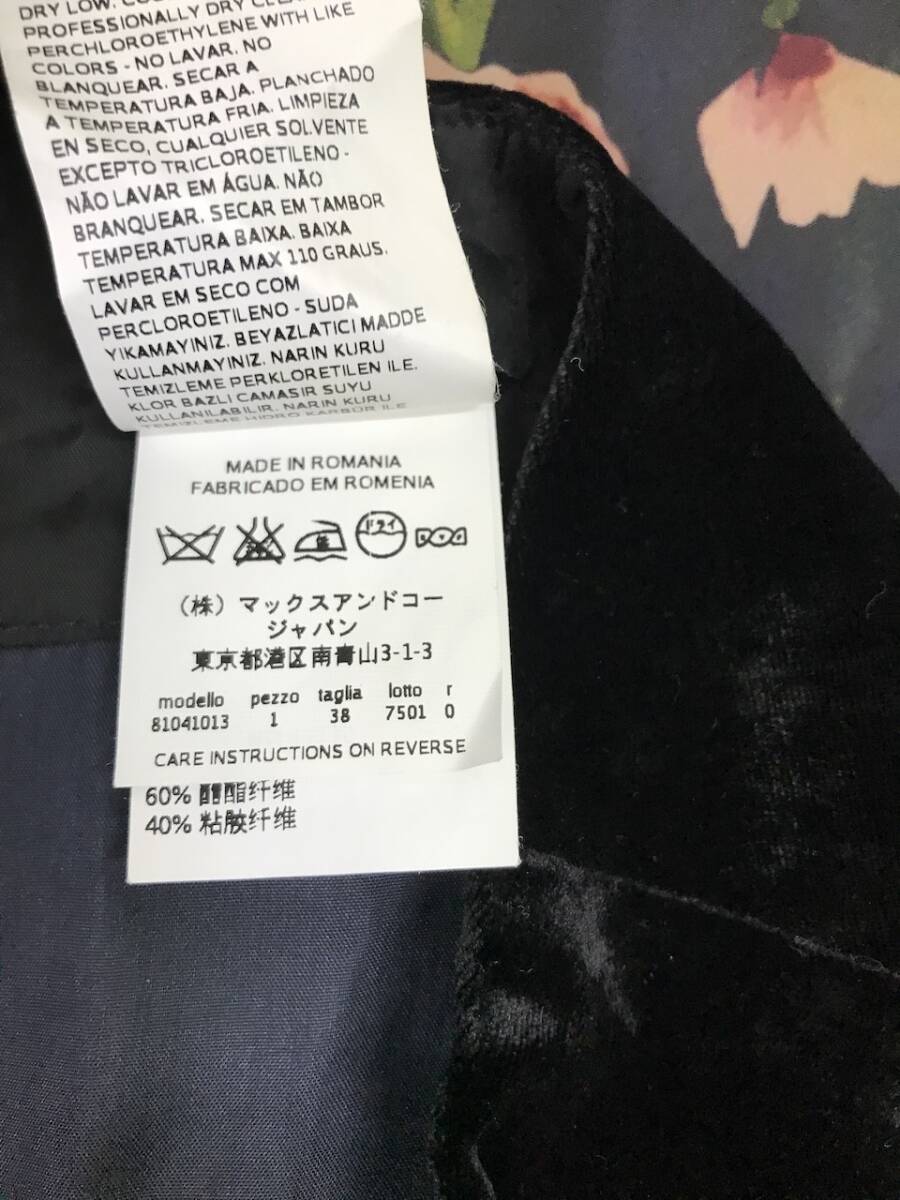 DRY LOW. 
PROFESSIONALLY DRY CLEAN
PERCHLOROETHYLENE WITH LIKE
COLORS - NO LAVAR. NO
BLANQUEAR. SECAR A
TEMPERATURA BAJA. PLANCHADO
A TEMPERATURA FRIA. LIMPIEZA
EN SECO, CUALQUIER SOLVENTE
EXCEPTO TRICLOROETILENO -
NÃO LAVAR EM ÁGUA. NÃO
BRANQUEAR. SECAR EM TAMBOR
TEMPERATURA BAIXA. BAIXA
TEMPERATURA MAX 110 GRAUS.
LAVAR EM SECO COM
PERCLOROETILENO - SUDA
YIKAMAYINIZ. BEYAZLATICI MADDE
KULLANMAYINIZ. NARIN KURU
TEMIZLEME PERKLORETILEN ILE.
KLOR BAZLI CAMASIR SUYU
KULLANILABILIR. NARIN KURU
TEMIZLEME HIDRO KARBÜR ILE
MADE IN ROMANIA
FABRICADO EM ROMENIA
低 ドライ
（株）マックスアンドコー
ジャパン
東京都港区南青山3-1-3
modello pezzo taglia lotto r
81041013 1 38 7501 0
CARE INSTRUCTIONS ON REVERSE
60% 醋酯纤维
40% 粘胶纤维